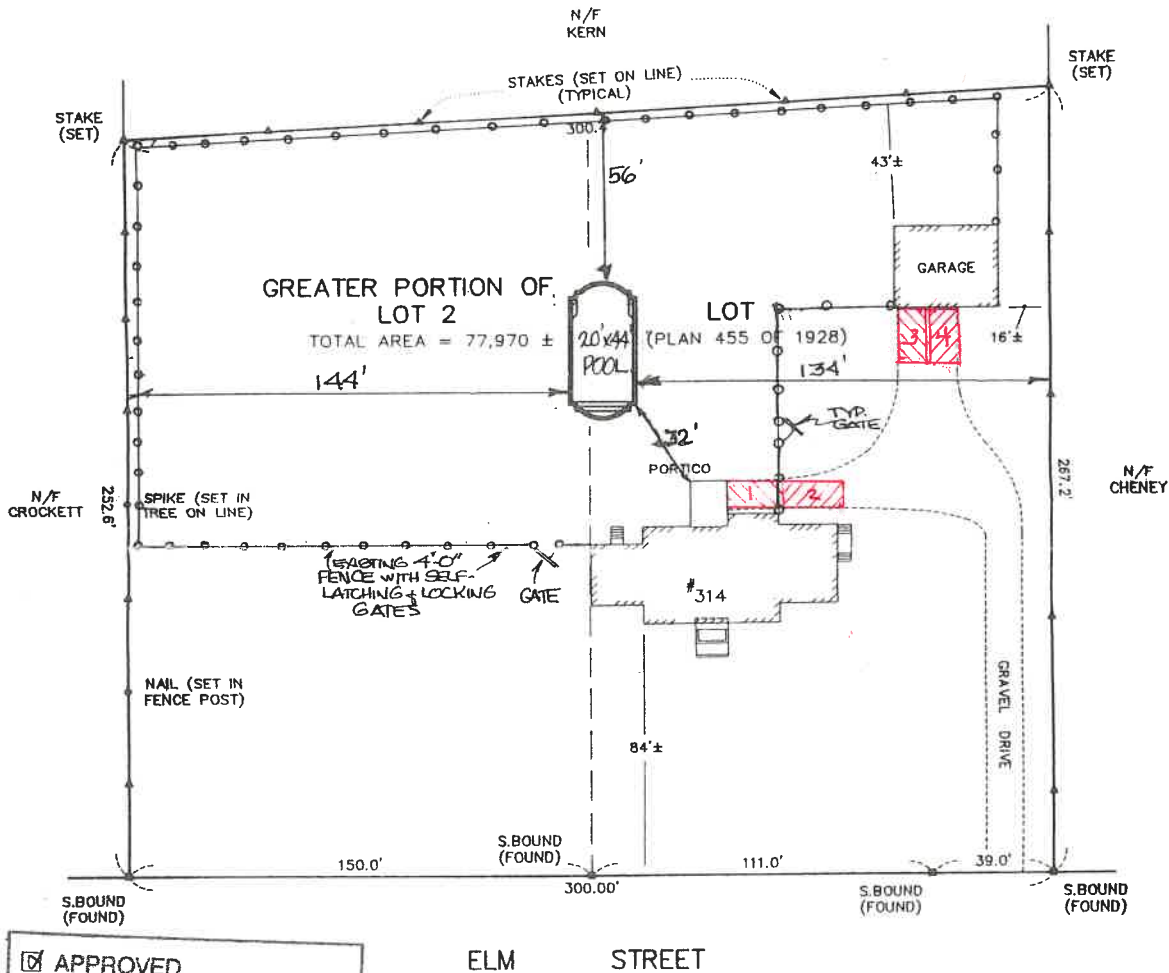 N/F
KERN
STAKE
(SET)
STAKES (SET ON LINE)
(TYPICAL)
STAKE
(SET)
300.
56'
43'±
GARAGE
GREATER PORTION OF
LOT 2
LOT
TOTAL AREA = 77,970 ±
(PLAN 455 OF 1928)
20'x44'
POOL
3
4
16'±
144'
134'
TYP.
GATE
32'
PORTICO
1
2
N/F
CROCKETT
252.6'
SPIKE (SET IN
TREE ON LINE)
267.2'
N/F
CHENEY
(EXISTING 4'-0"
FENCE WITH SELF-
LATCHING & LOCKING
GATES
GATE
#314
NAIL (SET IN
FENCE POST)
GRAVEL DRIVE
84'±
S.BOUND
(FOUND)
150.0'
111.0'
39.0'
300.00'
S.BOUND
(FOUND)
S.BOUND
(FOUND)
S.BOUND
(FOUND)
APPROVED
ELM STREET